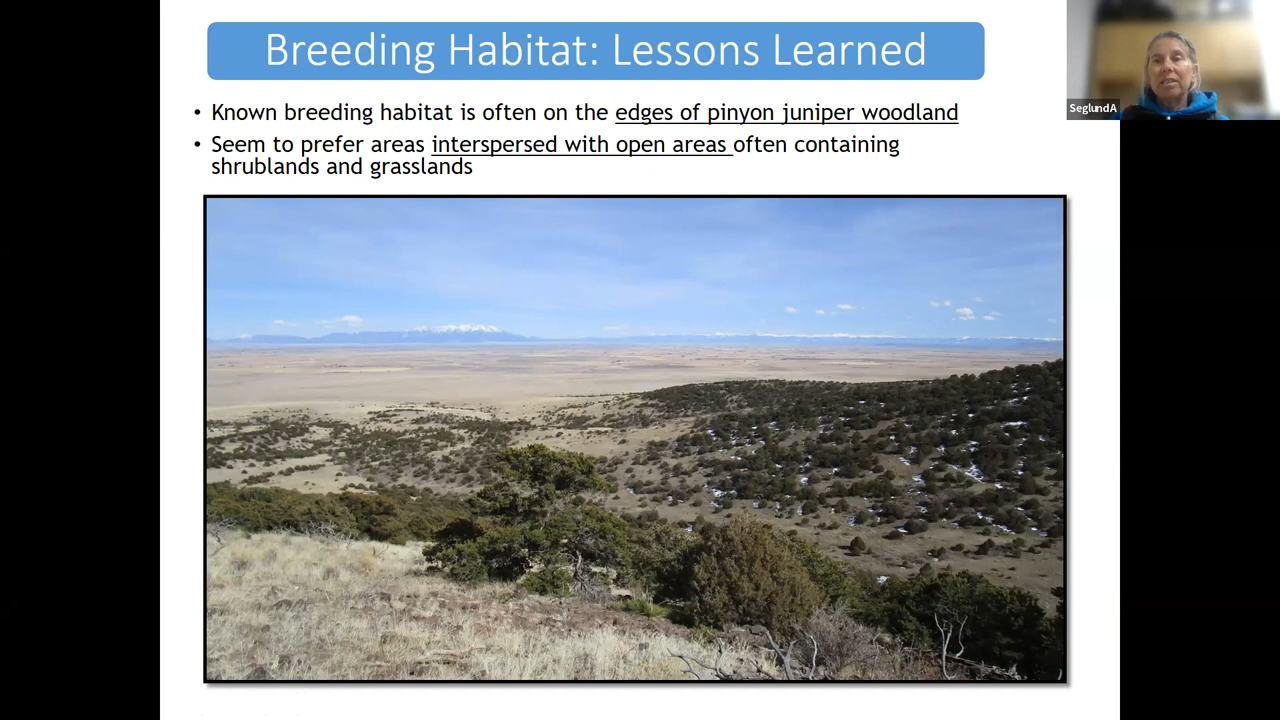 Breeding Habitat: Lessons Learned
SeglundA
• Known breeding habitat is often on the edges of pinyon juniper woodland
• Seem to prefer areas interspersed with open areas often containing
shrublands and grasslands